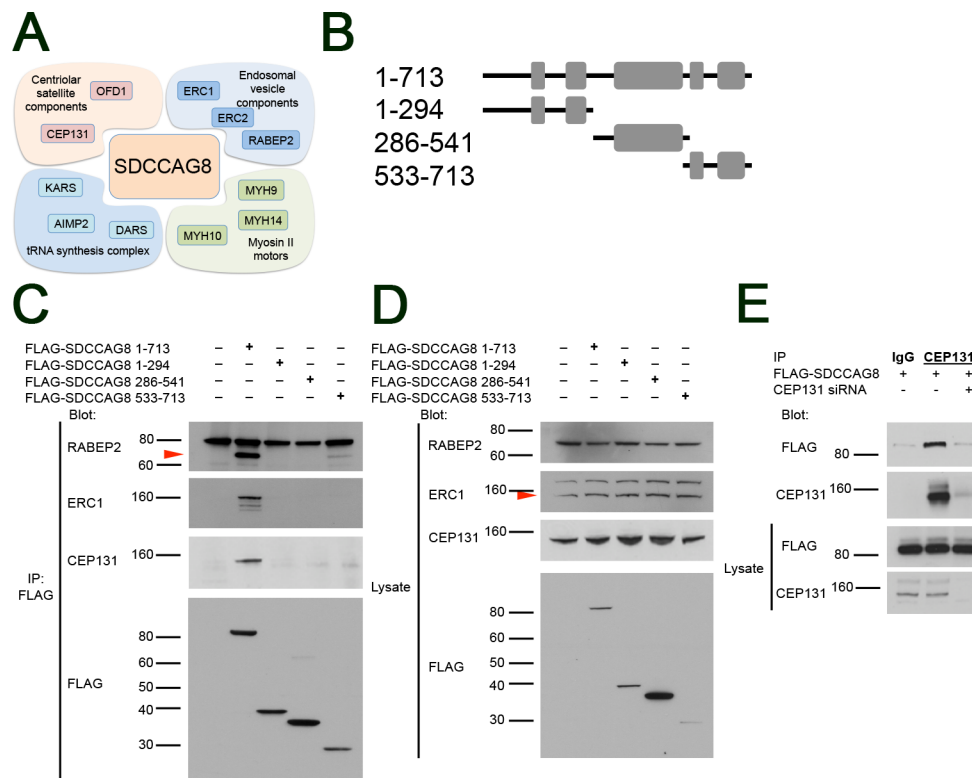 A
Centriolar
satellite
components
OFD1
CEP131
Endosomal
vesicle
components
ERC1
ERC2
RABEP2
SDCCAG8
KARS
AIMP2
DARS
tRNA synthesis complex
MYH9
MYH14
MYH10
Myosin II
motors
B
1-713
1-294
286-541
533-713
C
FLAG-SDCCAG8 1-713 – + – – –
FLAG-SDCCAG8 1-294 – – + – –
FLAG-SDCCAG8 286-541 – – – + –
FLAG-SDCCAG8 533-713 – – – – +
Blot:
RABEP2
80
60
ERC1
160
CEP131
160
IP:
FLAG
FLAG
80
60
50
40
30
D
FLAG-SDCCAG8 1-713 – + – – –
FLAG-SDCCAG8 1-294 – – + – –
FLAG-SDCCAG8 286-541 – – – + –
FLAG-SDCCAG8 533-713 – – – – +
Blot:
RABEP2
80
60
ERC1
160
CEP131
160
Lysate
FLAG
80
60
50
40
30
E
IP IgG CEP131
FLAG-SDCCAG8 + + +
CEP131 siRNA - - +
Blot:
FLAG
80
CEP131
160
Lysate
FLAG
80
CEP131
160